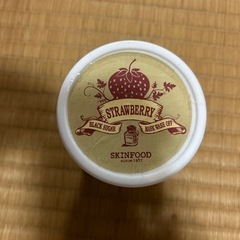 STRAWBERRY
BLACK SUGAR MASK WASH OFF
SKINFOOD